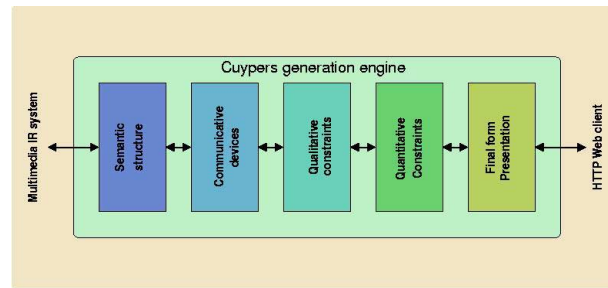 Cuypers generation engine
Multimedia IR system
Semantic
structure
Communicative
devices
Qualitative
constraints
Quantitative
Constraints
Final form
Presentation
HTTP Web client